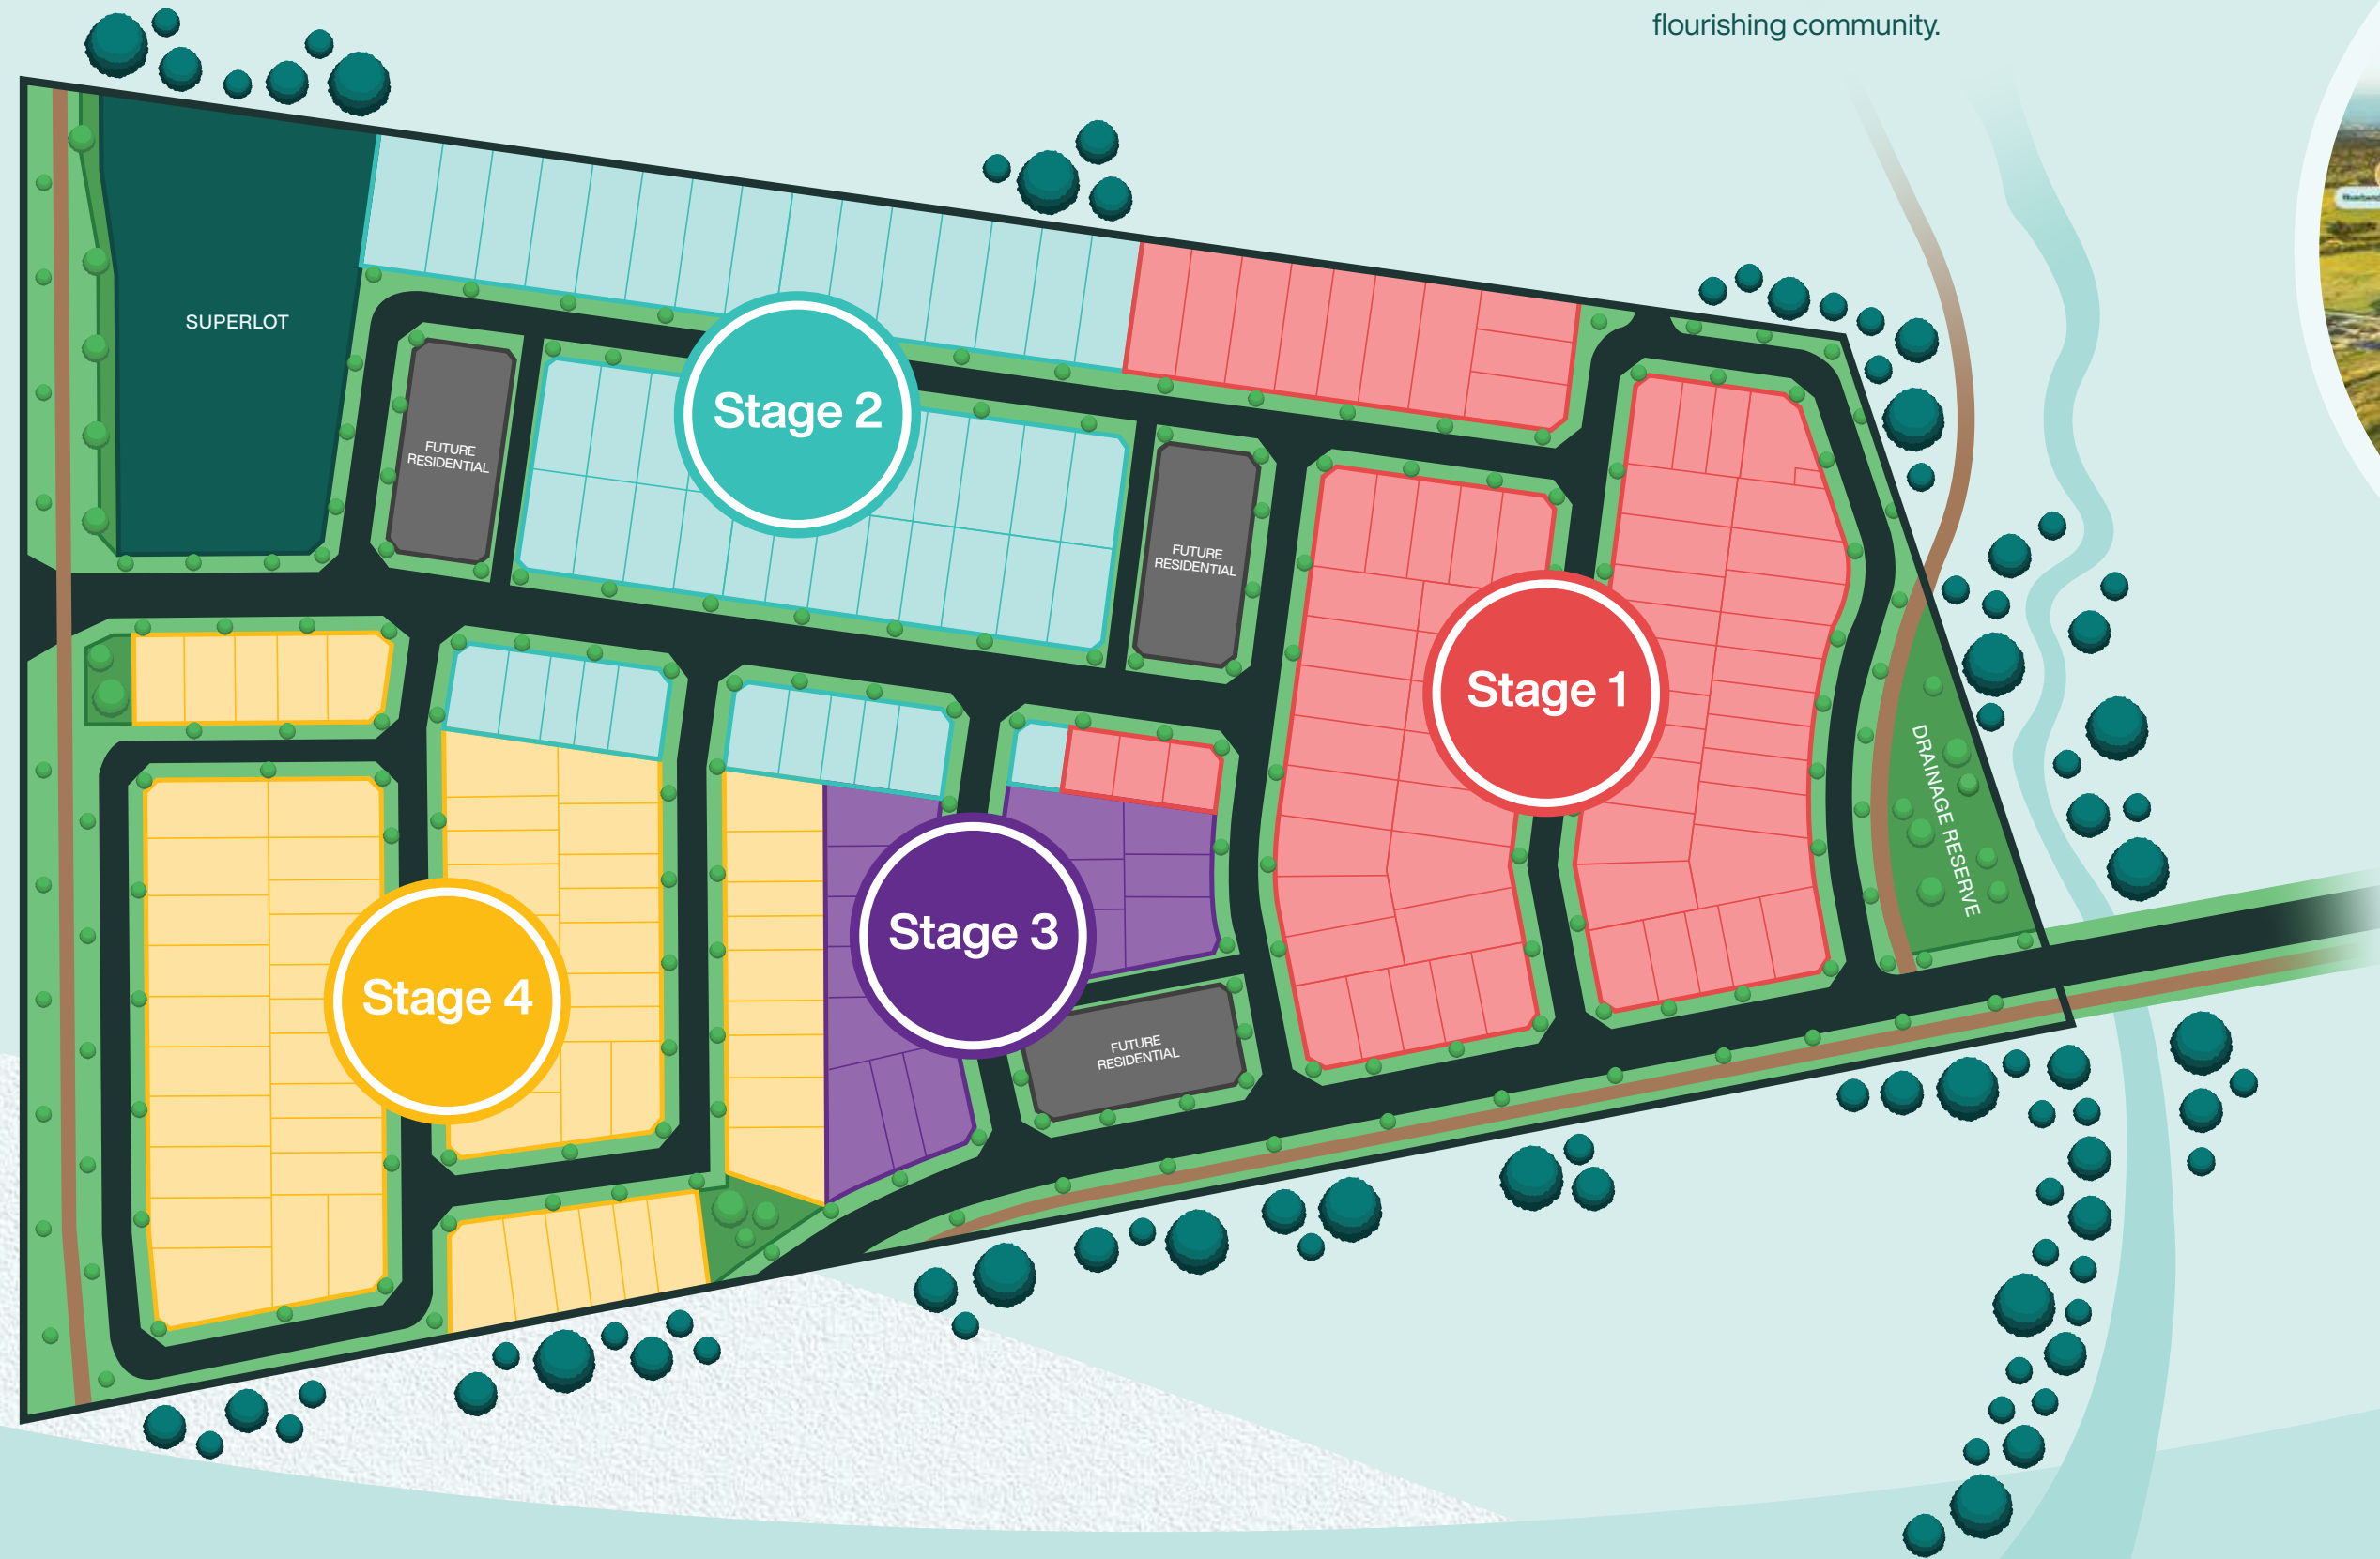 flourishing community.
SUPERLOT
Stage 2
FUTURE
RESIDENTIAL
FUTURE
RESIDENTIAL
Stage 1
DRAINAGE RESERVE
Stage 3
Stage 4
FUTURE
RESIDENTIAL